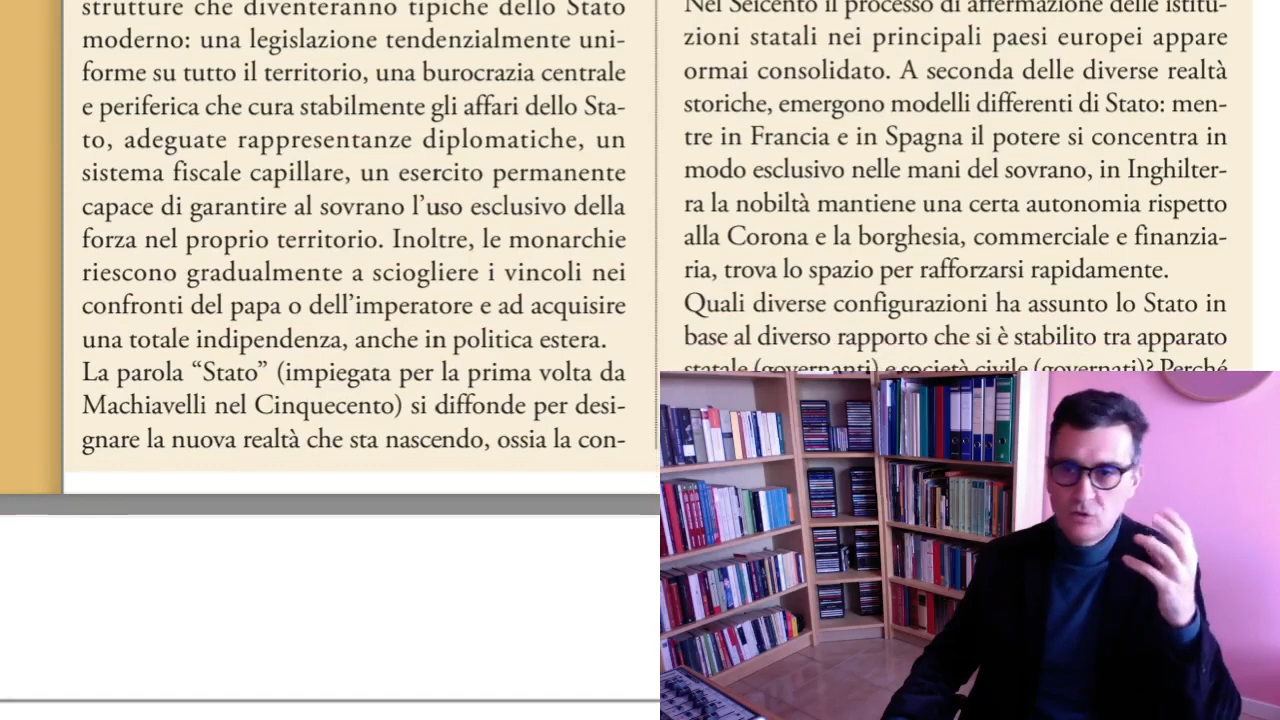 strutture che diventeranno tipiche dello Stato
moderno: una legislazione tendenzialmente uni-
forme su tutto il territorio, una burocrazia centrale
e periferica che cura stabilmente gli affari dello Sta-
to, adeguate rappresentanze diplomatiche, un
sistema fiscale capillare, un esercito permanente
capace di garantire al sovrano l’uso esclusivo della
forza nel proprio territorio. Inoltre, le monarchie
riescono gradualmente a sciogliere i vincoli nei
confronti del papa o dell’imperatore e ad acquisire
una totale indipendenza, anche in politica estera.
La parola “Stato” (impiegata per la prima volta da
Machiavelli nel Cinquecento) si diffonde per desi-
gnare la nuova realtà che sta nascendo, ossia la con-
Nel Seicento il processo di affermazione delle istitu-
zioni statali nei principali paesi europei appare
ormai consolidato. A seconda delle diverse realtà
storiche, emergono modelli differenti di Stato: men-
tre in Francia e in Spagna il potere si concentra in
modo esclusivo nelle mani del sovrano, in Inghilter-
ra la nobiltà mantiene una certa autonomia rispetto
alla Corona e la borghesia, commerciale e finanzia-
ria, trova lo spazio per rafforzarsi rapidamente.
Quali diverse configurazioni ha assunto lo Stato in
base al diverso rapporto che si è stabilito tra apparato
statale (governanti) e società civile (governati)? Perché